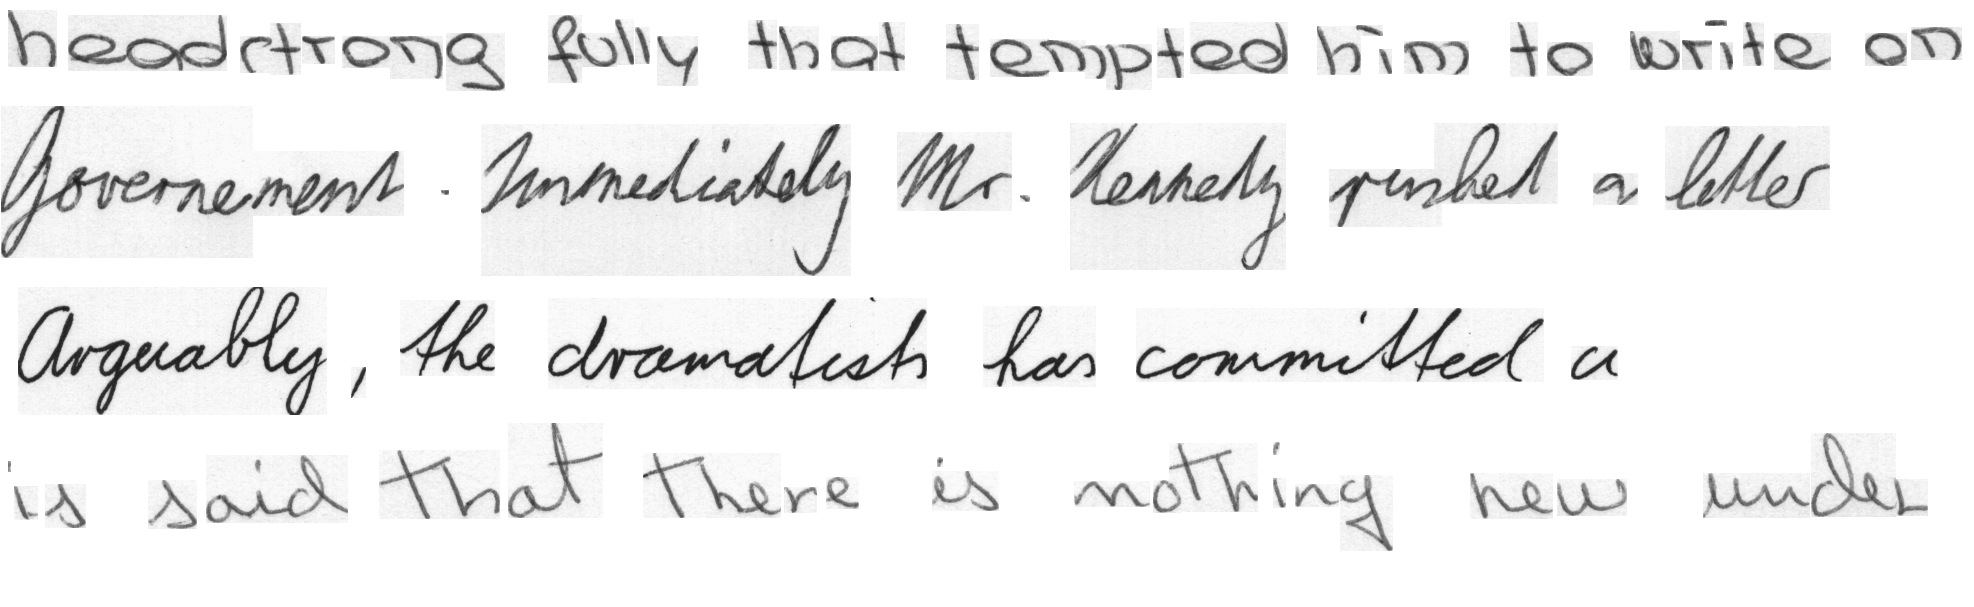 headstrong fully that tempted him to write on
Governement . Immediately Mr. Kennedy rushed a letter
Arguably, the dramatists has committed a
is said that there is nothing new under